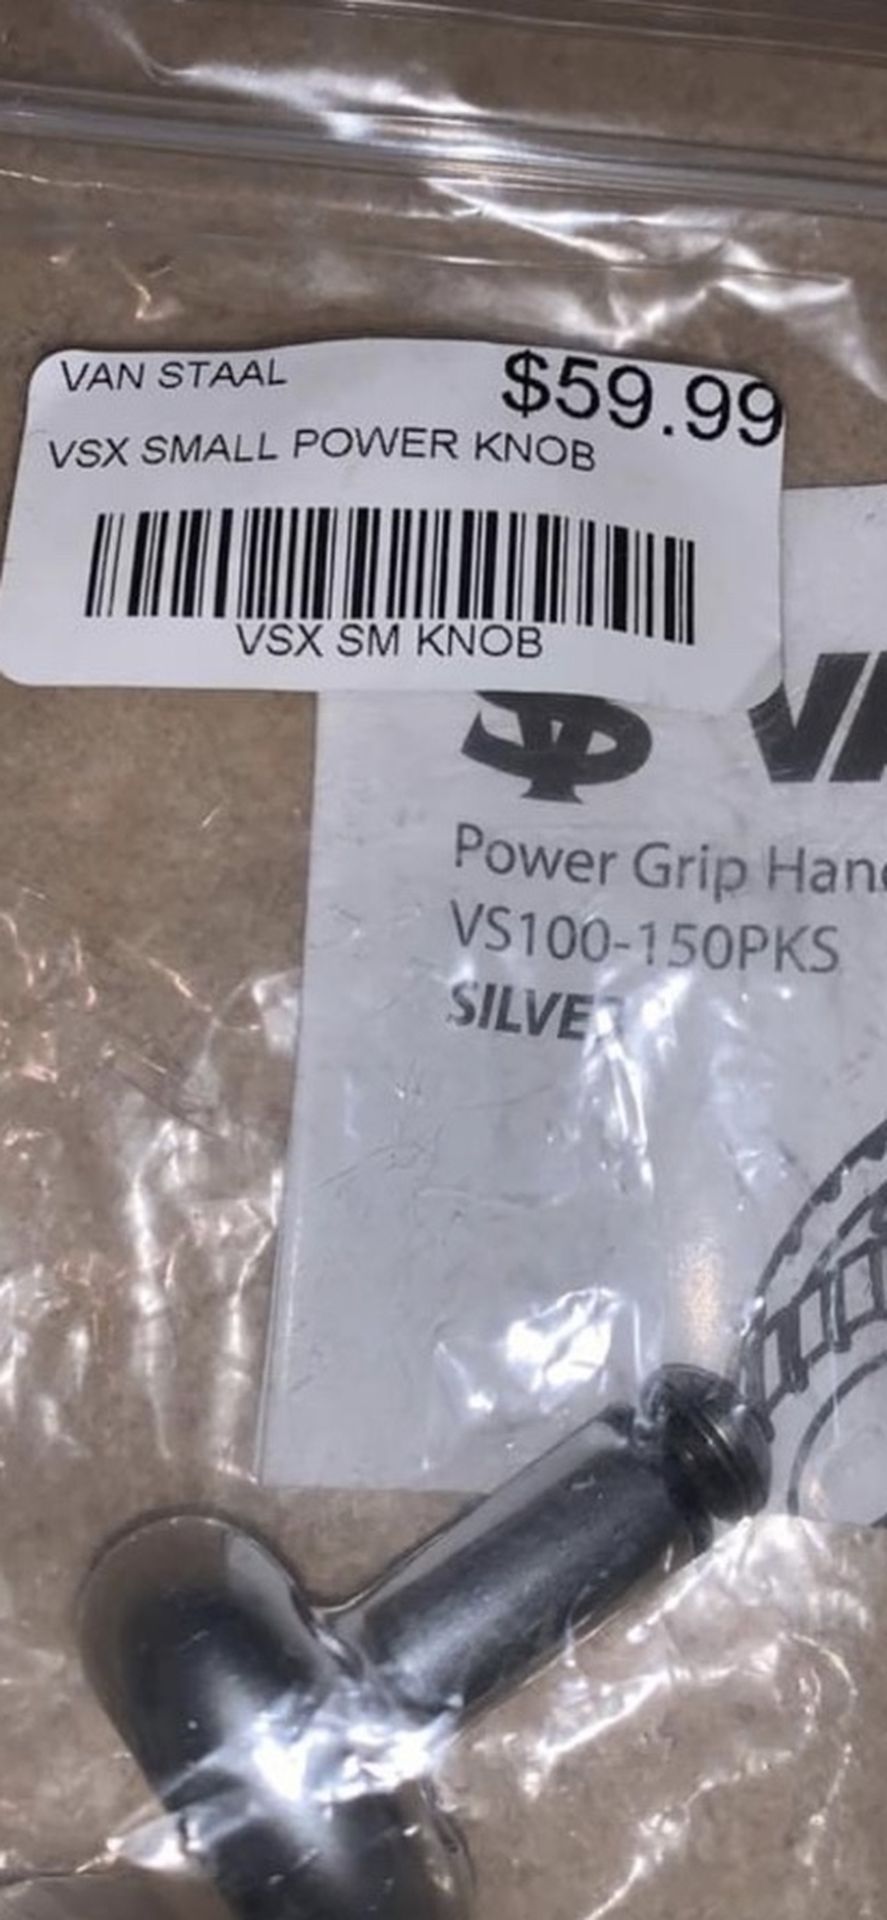 VAN STAAL
$59.99
VSX SMALL POWER KNOB
VSX SM KNOB
Power Grip
VS100-150PKS